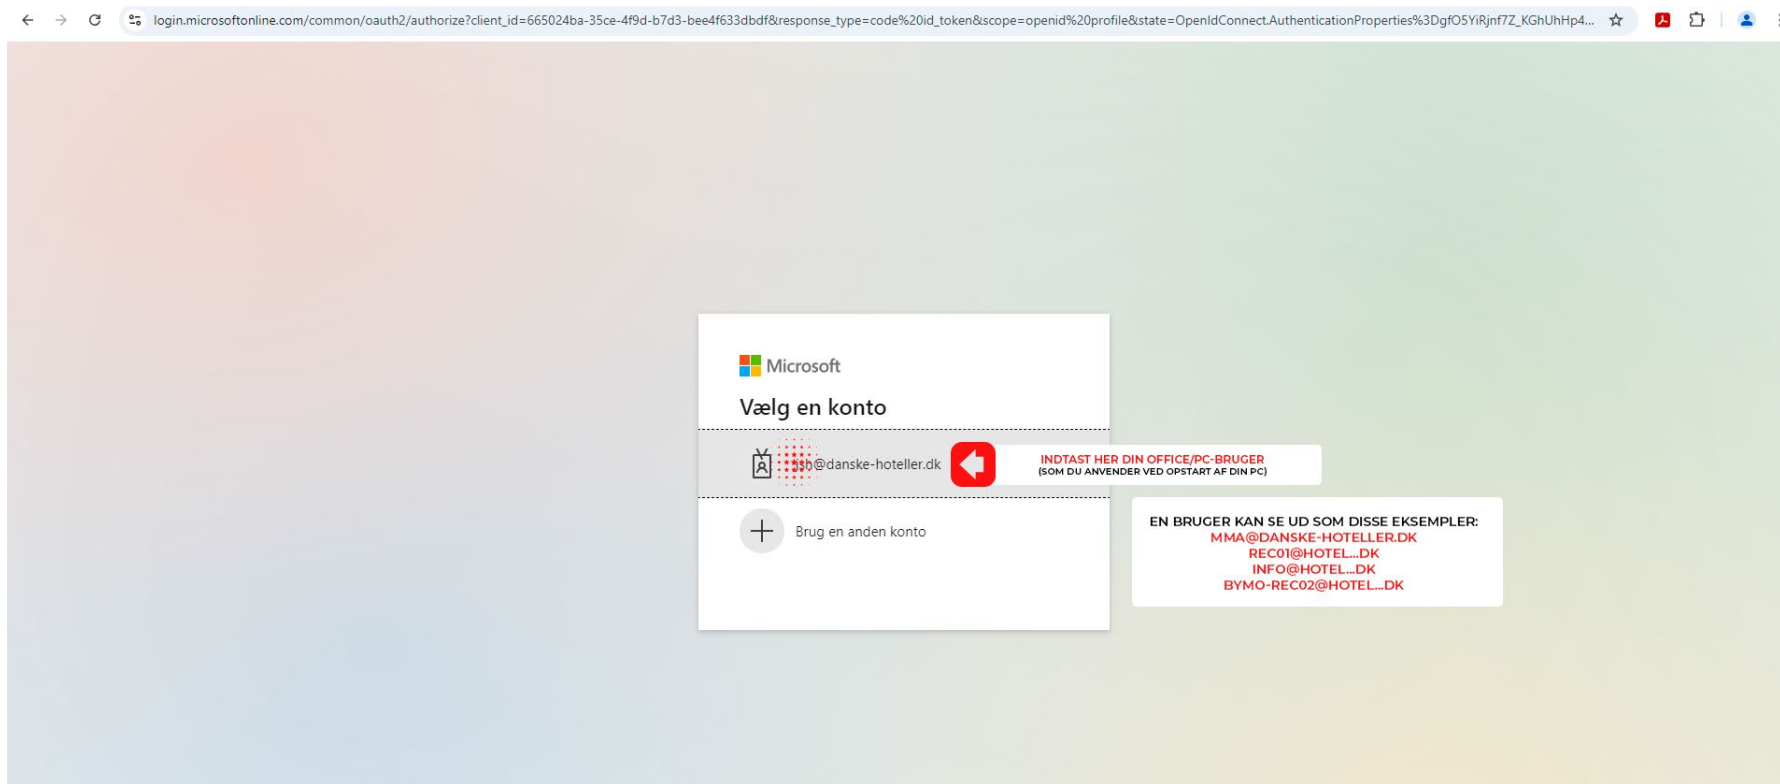 login.microsoftonline.com/common/oauth2/authorize?client_id=665024ba-35ce-4f9d-b7d3-bee4f633dbdf&response_type=code%20id_token&scope=openid%20profile&state=OpenIdConnect.AuthenticationProperties%3DgfO5YiRjnf7Z_KGhUhHp4...
Microsoft
Vælg en konto
jsh@danske-hoteller.dk
INDTAST HER DIN OFFICE/PC-BRUGER
(SOM DU ANVENDER VED OPSTART AF DIN PC)
Brug en anden konto
EN BRUGER KAN SE UD SOM DISSE EKSEMPLER:
MMA@DANSKE-HOTELLER.DK
REC01@HOTEL...DK
INFO@HOTEL...DK
BYMO-REC02@HOTEL...DK